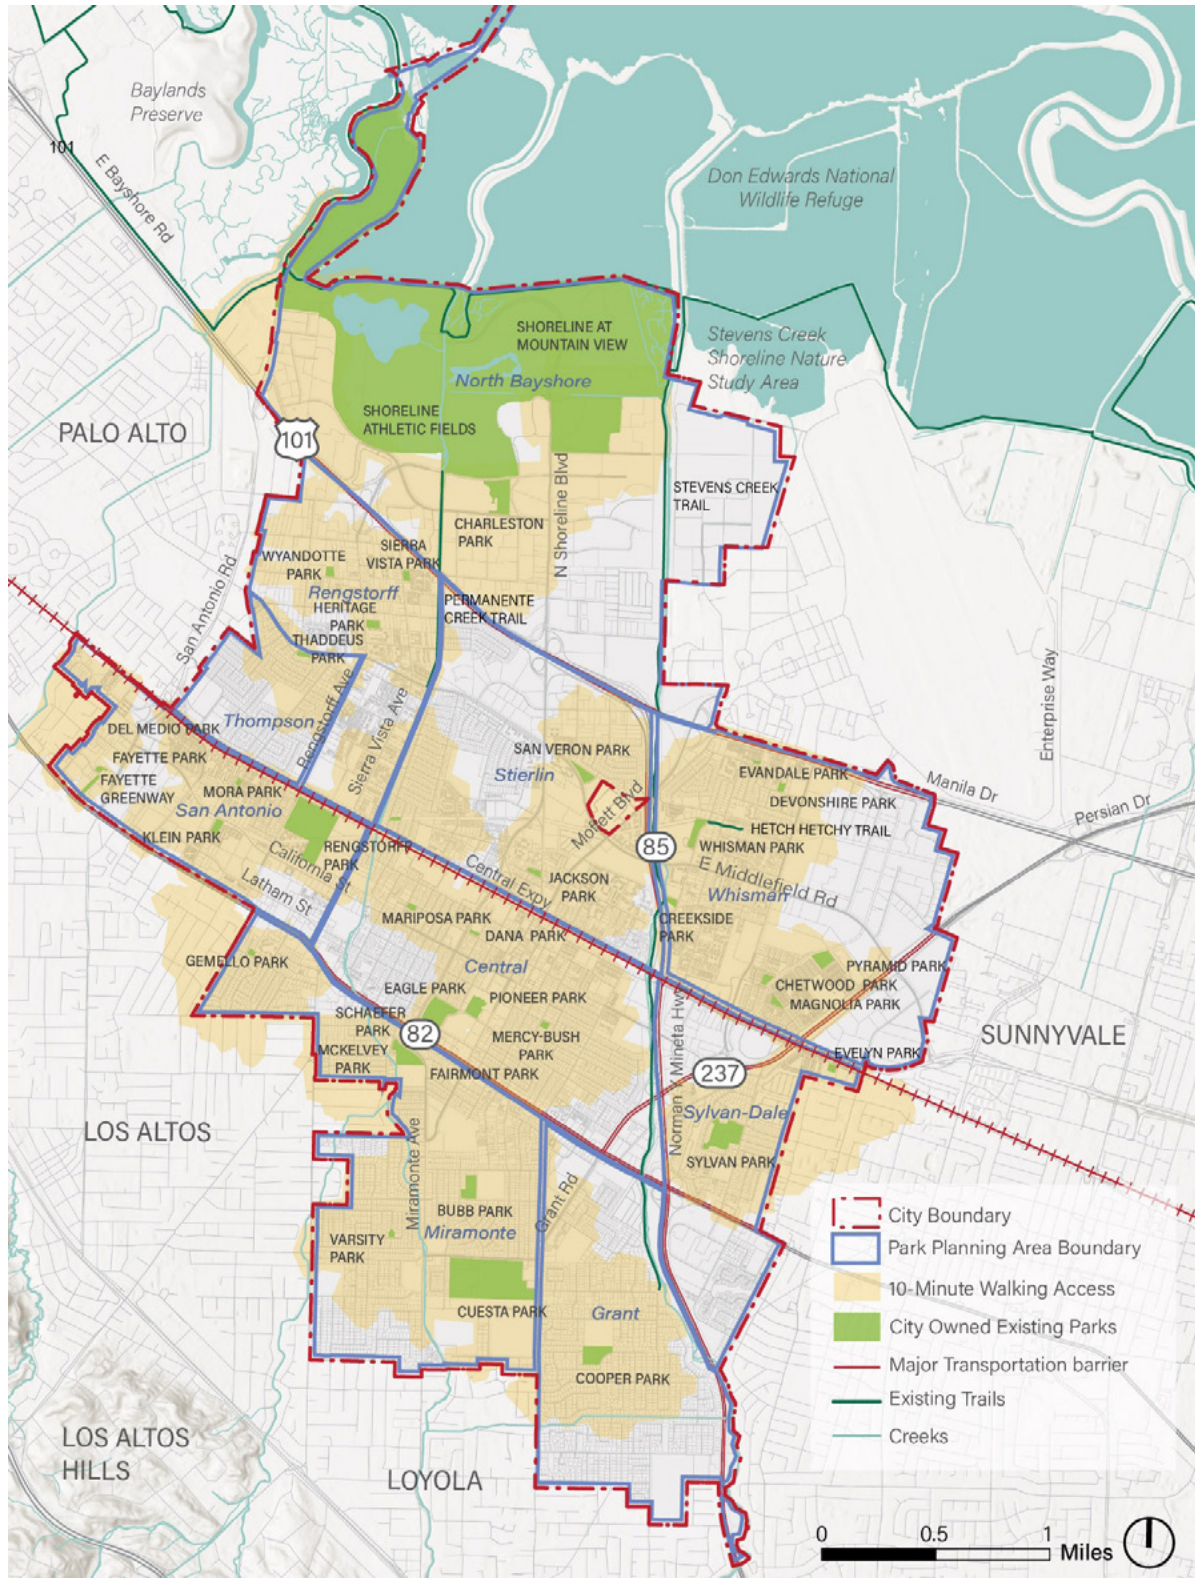 Baylands
Preserve
101
E Bayshore Rd
Don Edwards National
Wildlife Refuge
SHORELINE AT
MOUNTAIN VIEW
Stevens Creek
Shoreline Nature
Study Area
North Bayshore
PALO ALTO
101
SHORELINE
ATHLETIC FIELDS
STEVENS CREEK
TRAIL
CHARLESTON
PARK
N Shoreline Blvd
WYANDOTTE
PARK
SIERRA
VISTA PARK
Rengstorff
San Antonio Rd
HERITAGE
PARK
PERMANENTE
CREEK TRAIL
THADDEUS
PARK
Enterprise Way
Thompson
Rengstorff Ave
Sierra Vista Ave
DEL MEDIO PARK
FAYETTE PARK
FAYETTE
GREENWAY
MORA PARK
San Antonio
KLEIN PARK
RENGSTORFF
PARK
California St
Latham St
SAN VERON PARK
Stierlin
Moffett Blvd
EVANDALE PARK
Manila Dr
DEVONSHIRE PARK
Persian Dr
HETCH HETCHY TRAIL
85
WHISMAN PARK
E Middlefield Rd
Central Expy
JACKSON
PARK
Whisman
MARIPOSA PARK
DANA PARK
CREEKSIDE
PARK
GEMELLO PARK
Central
PYRAMID PARK
EAGLE PARK
PIONEER PARK
CHETWOOD PARK
MAGNOLIA PARK
SCHAEFER
PARK
82
MERCY-BUSH
PARK
Norman Y Mineta Hwy
SUNNYVALE
MCKELVEY
PARK
FAIRMONT PARK
EVELYN PARK
237
Sylvan-Dale
LOS ALTOS
SYLVAN PARK
Miramonte Ave
Grant Rd
BUBB PARK
Miramonte
VARSITY
PARK
CUESTA PARK
Grant
COOPER PARK
LOS ALTOS
HILLS
LOYOLA
City Boundary
Park Planning Area Boundary
10-Minute Walking Access
City Owned Existing Parks
Major Transportation barrier
Existing Trails
Creeks
0 0.5 1
Miles